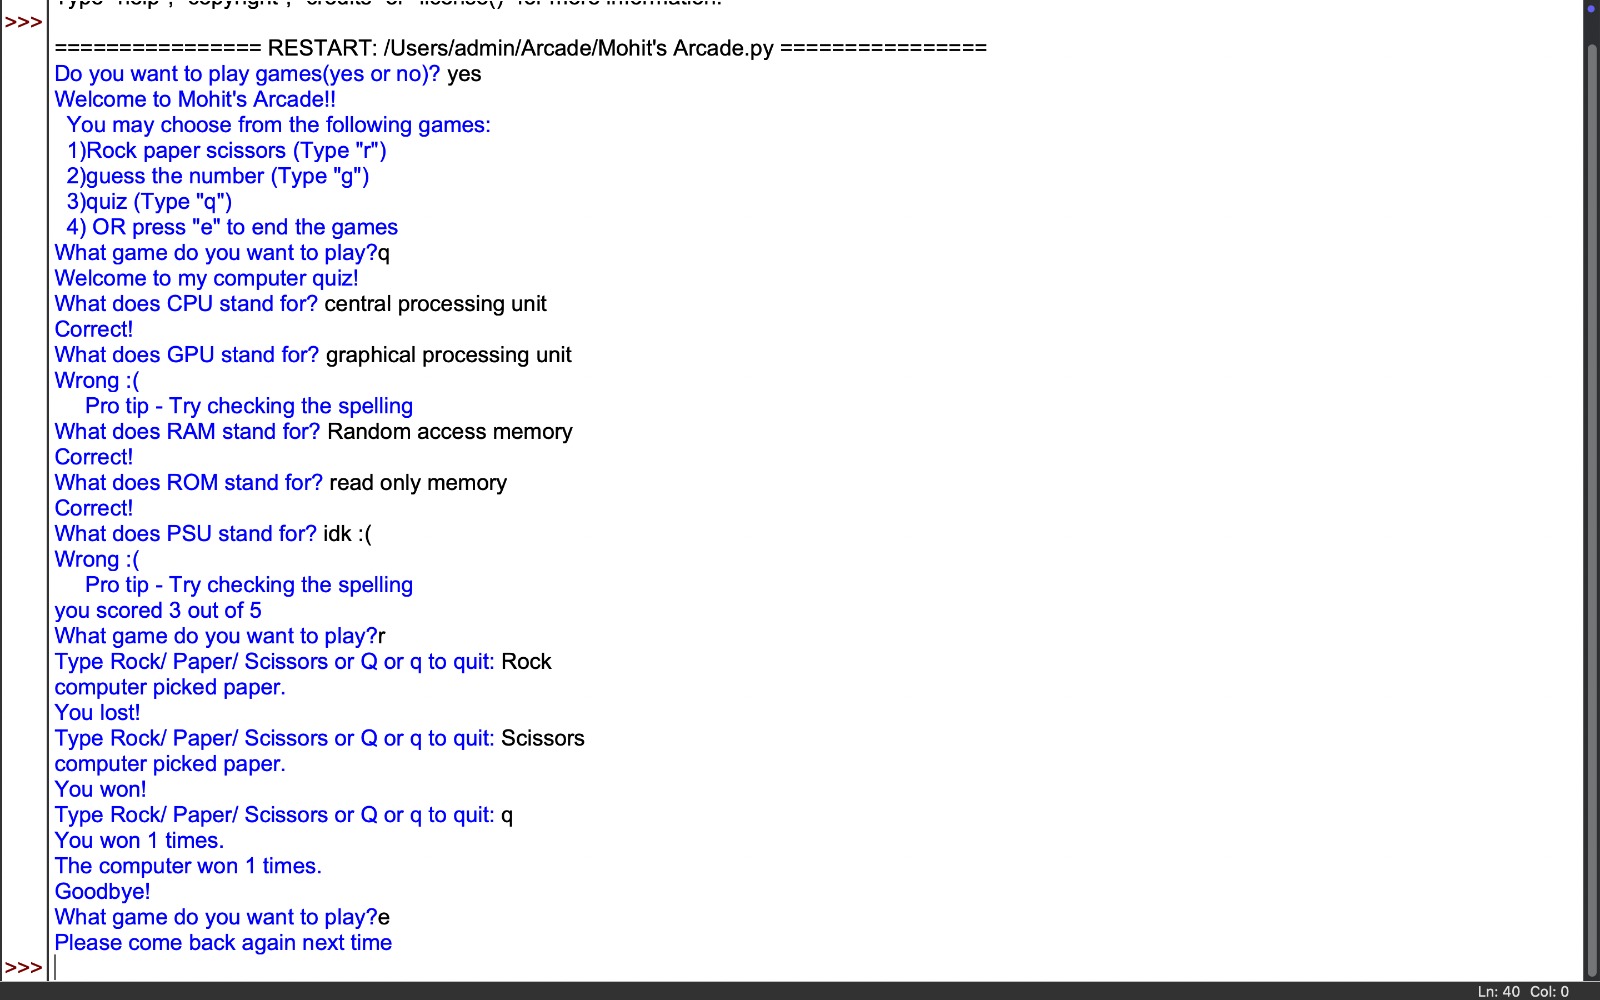 Type "help", "copyright", "credits" or "license()" for more information.
>>>
================ RESTART: /Users/admin/Arcade/Mohit's Arcade.py ================
Do you want to play games(yes or no)? yes
Welcome to Mohit's Arcade!!
You may choose from the following games:
1)Rock paper scissors (Type "r")
2)guess the number (Type "g")
3)quiz (Type "q")
4) OR press "e" to end the games
What game do you want to play?q
Welcome to my computer quiz!
What does CPU stand for? central processing unit
Correct!
What does GPU stand for? graphical processing unit
Wrong :(
Pro tip - Try checking the spelling
What does RAM stand for? Random access memory
Correct!
What does ROM stand for? read only memory
Correct!
What does PSU stand for? idk :(
Wrong :(
Pro tip - Try checking the spelling
you scored 3 out of 5
What game do you want to play?r
Type Rock/ Paper/ Scissors or Q or q to quit: Rock
computer picked paper.
You lost!
Type Rock/ Paper/ Scissors or Q or q to quit: Scissors
computer picked paper.
You won!
Type Rock/ Paper/ Scissors or Q or q to quit: q
You won 1 times.
The computer won 1 times.
Goodbye!
What game do you want to play?e
Please come back again next time
>>>
Ln: 40 Col: 0